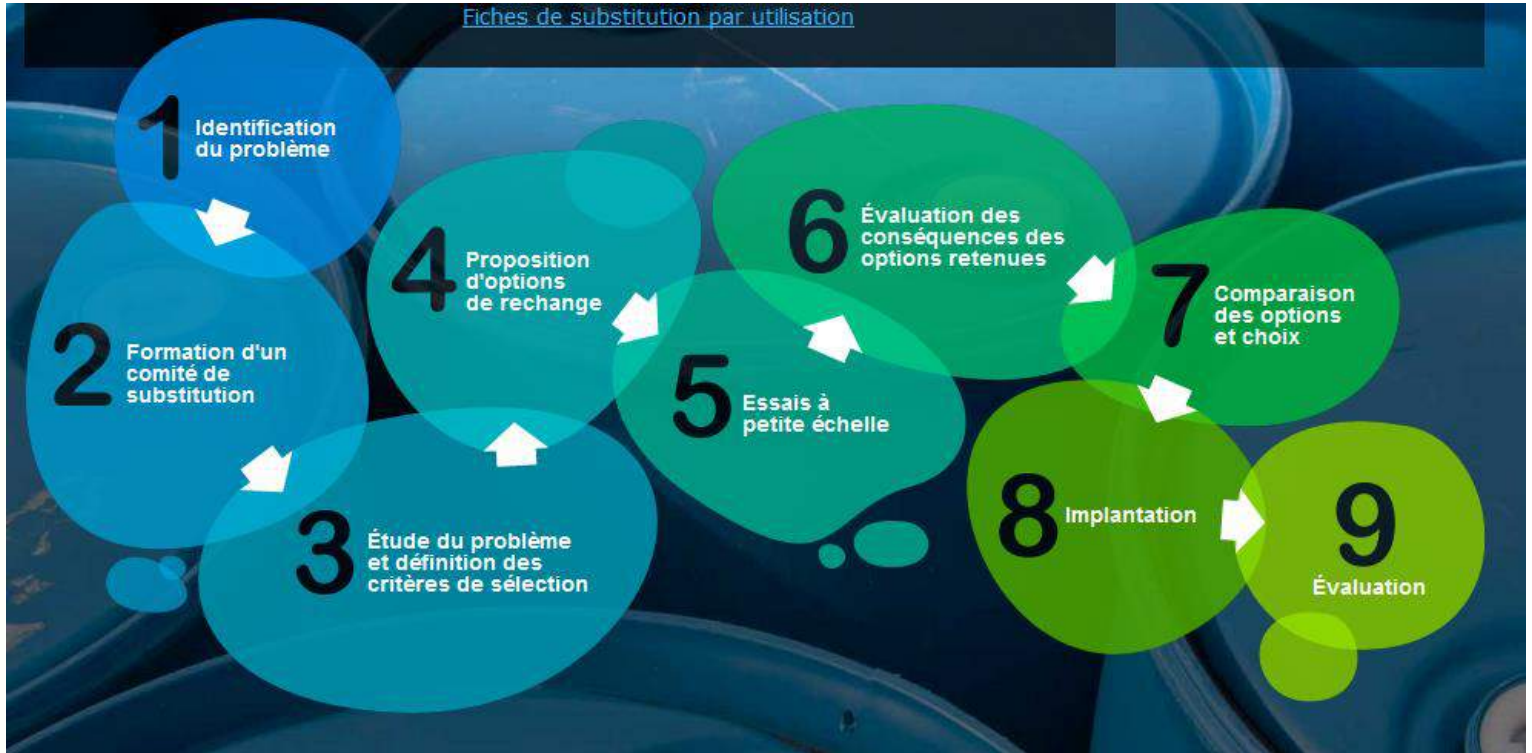 Fiches de substitution par utilisation
1
Identification
du problème
2
Formation d'un
comité de
substitution
3
Étude du problème
et définition des
critères de sélection
4
Proposition
d'options
de rechange
5
Essais à
petite échelle
6
Évaluation des
conséquences des
options retenues
7
Comparaison
des options
et choix
8
Implantation
9
Évaluation